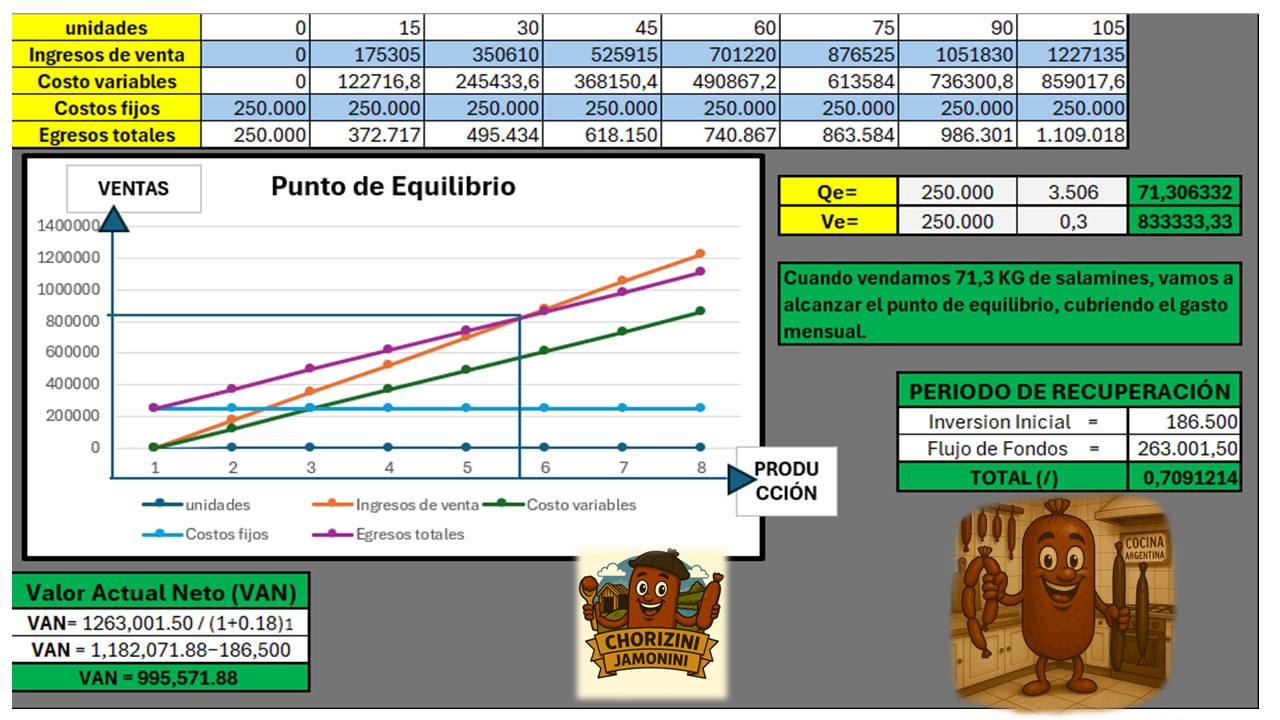 unidades 0 15 30 45 60 75 90 105
Ingresos de venta 0 175305 350610 525915 701220 876525 1051830 1227135
Costo variables 0 122716,8 245433,6 368150,4 490867,2 613584 736300,8 859017,6
Costos fijos 250.000 250.000 250.000 250.000 250.000 250.000 250.000 250.000
Egresos totales 250.000 372.717 495.434 618.150 740.867 863.584 986.301 1.109.018
VENTAS
Punto de Equilibrio
1400000
1200000
1000000
800000
600000
400000
200000
0
1 2 3 4 5 6 7 8
PRODU
CCIÓN
unidades Ingresos de venta Costo variables
Costos fijos Egresos totales
Qe= 250.000 3.506 71,306332
Ve= 250.000 0,3 833333,33
Cuando vendamos 71,3 KG de salamines, vamos a
alcanzar el punto de equilibrio, cubriendo el gasto
mensual.
PERIODO DE RECUPERACIÓN
Inversion Inicial = 186.500
Flujo de Fondos = 263.001,50
TOTAL (/) 0,7091214
Valor Actual Neto (VAN)
VAN= 1263,001.50 / (1+0.18)1
VAN = 1,182,071.88−186,500
VAN = 995,571.88
CHORIZINI
JAMONINI
COCINA
ARGENTINA